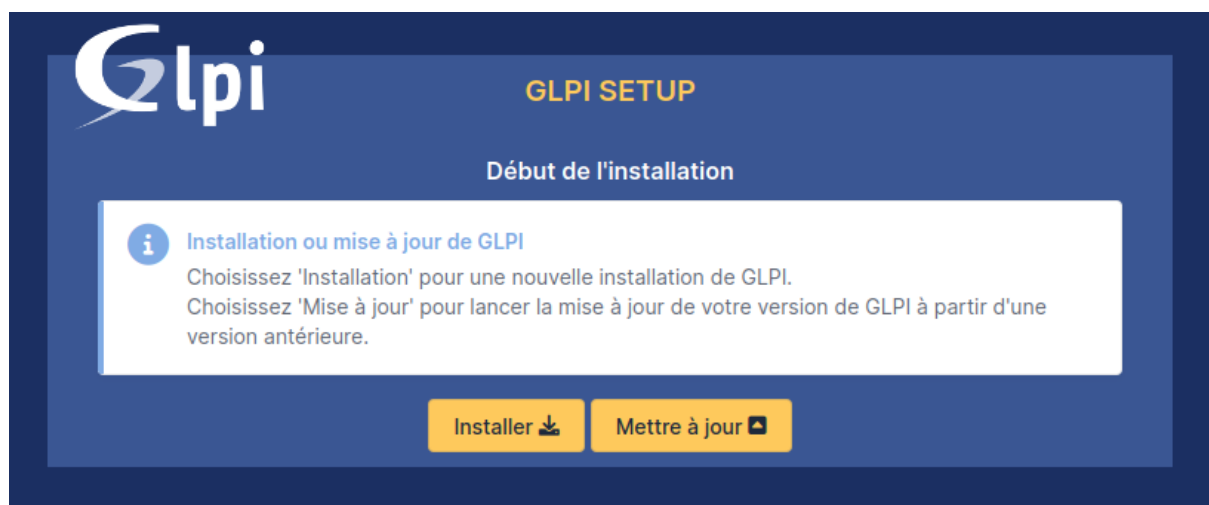 Glpi
GLPI SETUP
Début de l'installation
Installation ou mise à jour de GLPI
Choisissez 'Installation' pour une nouvelle installation de GLPI.
Choisissez 'Mise à jour' pour lancer la mise à jour de votre version de GLPI à partir d'une
version antérieure.
Installer
Mettre à jour